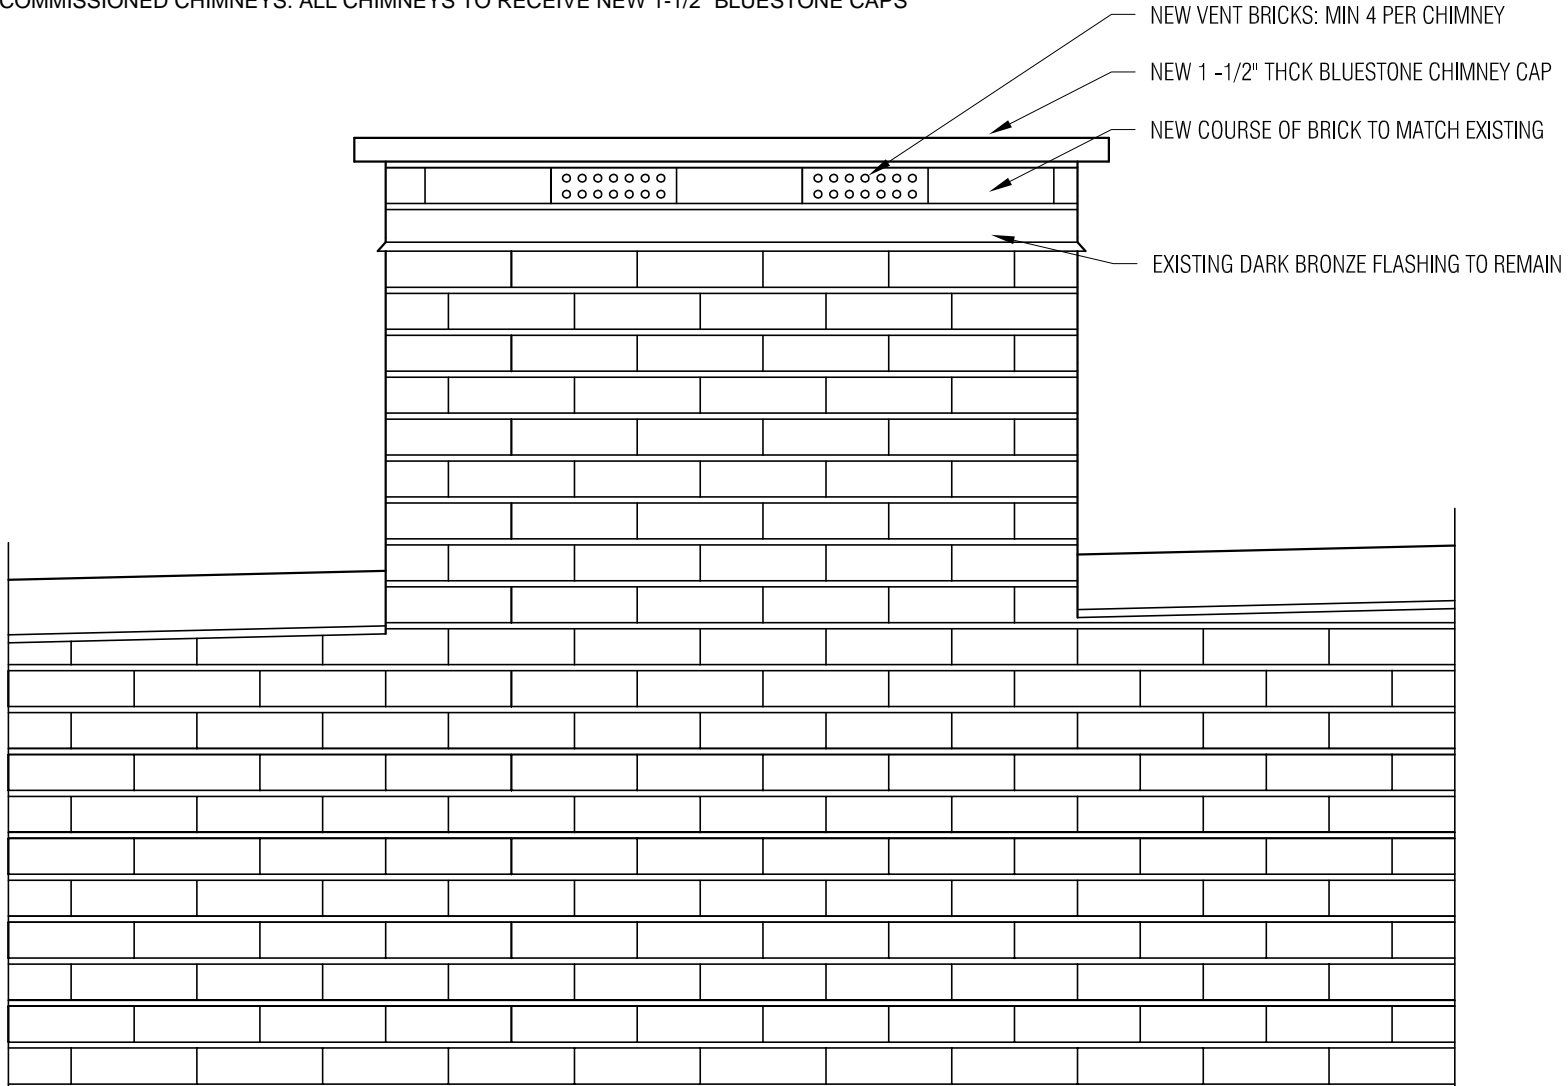 COMMISSIONED CHIMNEYS. ALL CHIMNEYS TO RECEIVE NEW 1-1/2" BLUESTONE CAPS
NEW VENT BRICKS: MIN 4 PER CHIMNEY
NEW 1 -1/2" THCK BLUESTONE CHIMNEY CAP
NEW COURSE OF BRICK TO MATCH EXISTING
EXISTING DARK BRONZE FLASHING TO REMAIN